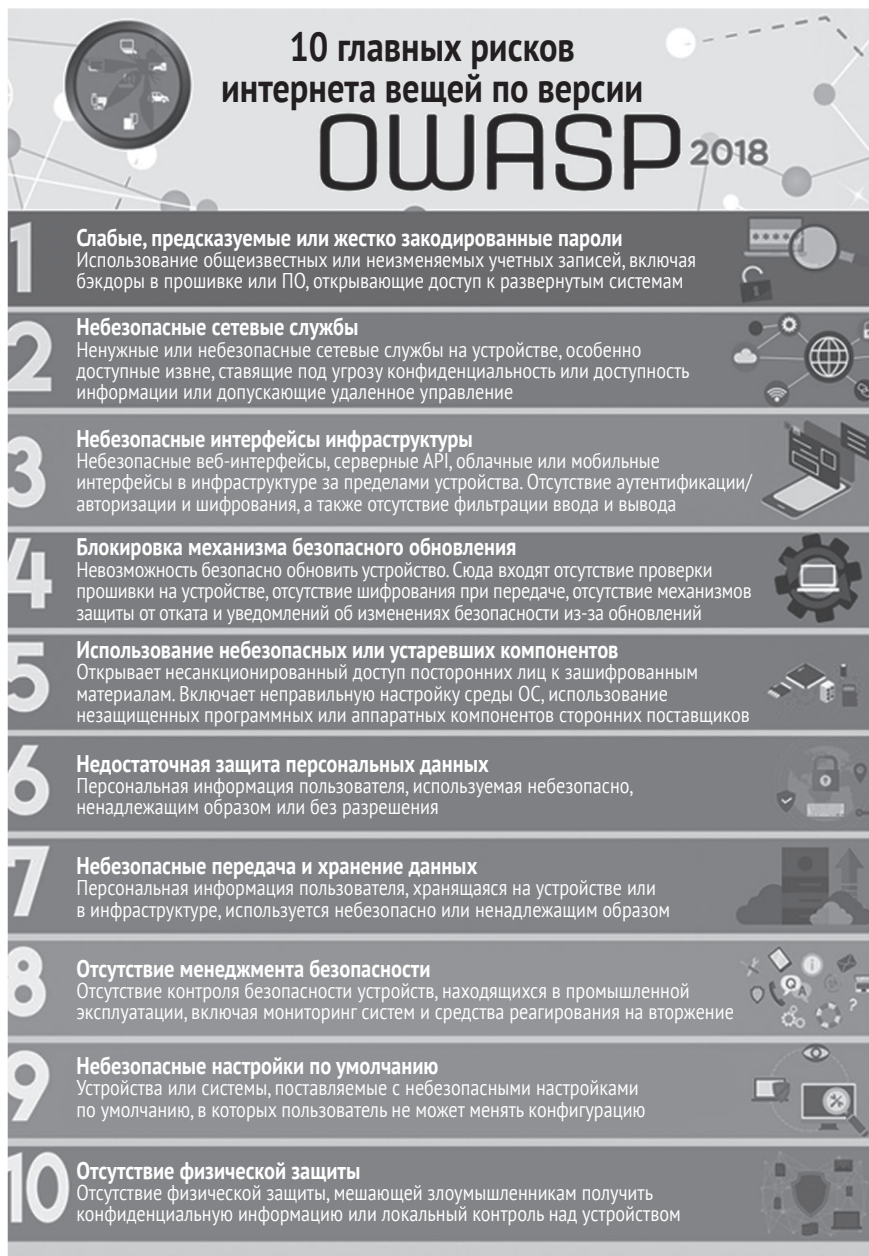 10 главных рисков
интернета вещей по версии
OWASP 2018
1
Слабые, предсказуемые или жестко закодированные пароли
Использование общеизвестных или неизменяемых учетных записей, включая
бэкдоры в прошивке или ПО, открывающие доступ к развернутым системам
2
Небезопасные сетевые службы
Ненужные или небезопасные сетевые службы на устройстве, особенно
доступные извне, ставящие под угрозу конфиденциальность или доступность
информации или допускающие удаленное управление
3
Небезопасные интерфейсы инфраструктуры
Небезопасные веб-интерфейсы, серверные API, облачные или мобильные
интерфейсы в инфраструктуре за пределами устройства. Отсутствие аутентификации/
авторизации и шифрования, а также отсутствие фильтрации ввода и вывода
4
Блокировка механизма безопасного обновления
Невозможность безопасно обновить устройство. Сюда входят отсутствие проверки
прошивки на устройстве, отсутствие шифрования при передаче, отсутствие механизмов
защиты от отката и уведомлений об изменениях безопасности из-за обновлений
5
Использование небезопасных или устаревших компонентов
Открывает несанкционированный доступ посторонних лиц к зашифрованным
материалам. Включает неправильную настройку среды ОС, использование
незащищенных программных или аппаратных компонентов сторонних поставщиков
6
Недостаточная защита персональных данных
Персональная информация пользователя, используемая небезопасно,
ненадлежащим образом или без разрешения
7
Небезопасные передача и хранение данных
Персональная информация пользователя, хранящаяся на устройстве или
в инфраструктуре, используется небезопасно или ненадлежащим образом
8
Отсутствие менеджмента безопасности
Отсутствие контроля безопасности устройств, находящихся в промышленной
эксплуатации, включая мониторинг систем и средства реагирования на вторжение
9
Небезопасные настройки по умолчанию
Устройства или системы, поставляемые с небезопасными настройками
по умолчанию, в которых пользователь не может менять конфигурацию
10
Отсутствие физической защиты
Отсутствие физической защиты, мешающей злоумышленникам получить
конфиденциальную информацию или локальный контроль над устройством